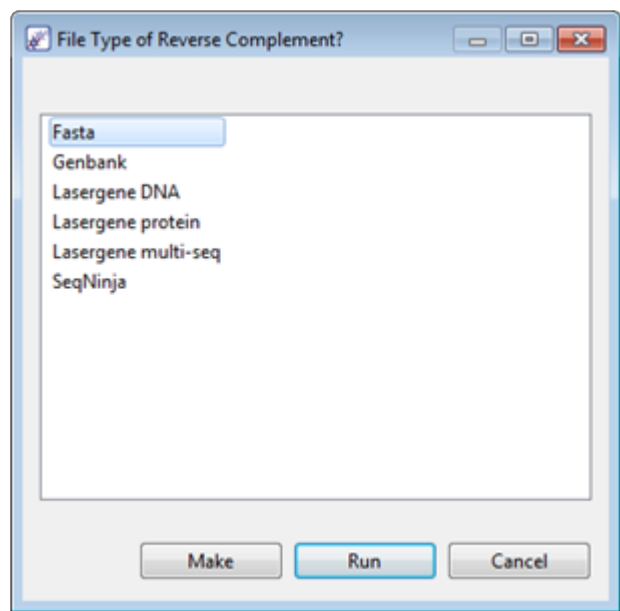 File Type of Reverse Complement?
Fasta
Genbank
Lasergene DNA
Lasergene protein
Lasergene multi-seq
SeqNinja
Make Run Cancel